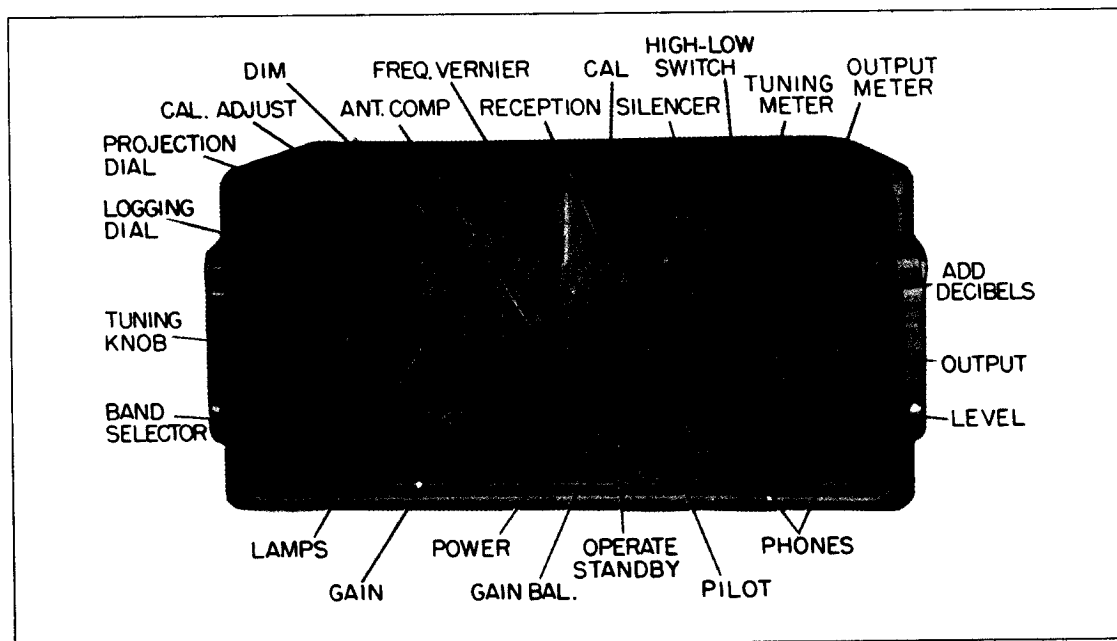 DIM
CAL. ADJUST
PROJECTION
DIAL
LOGGING
DIAL
TUNING
KNOB
BAND
SELECTOR
FREQ. VERNIER
ANT. COMP
RECEPTION
CAL
SILENCER
HIGH-LOW
SWITCH
TUNING
METER
OUTPUT
METER
ADD
DECIBELS
OUTPUT
LEVEL
LAMPS
GAIN
POWER
GAIN BAL.
OPERATE
STANDBY
PILOT
PHONES